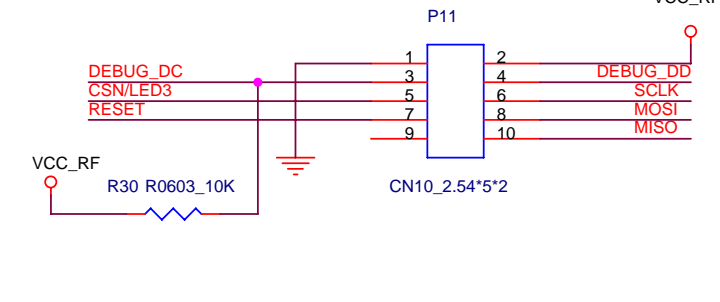 VCC_RF
P11
1 2
DEBUG_DC 3 4 DEBUG_DD
CSN/LED3 5 6 SCLK
RESET 7 8 MOSI
9 10 MISO
VCC_RF
R30 R0603_10K
CN10_2.54*5*2